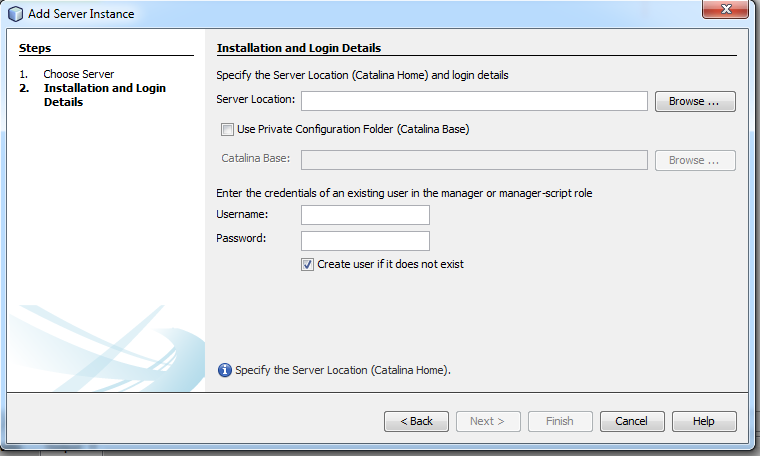 Add Server Instance
Steps
1. Choose Server
2. Installation and Login
Details
Installation and Login Details
Specify the Server Location (Catalina Home) and login details
Server Location:
Browse ...
Use Private Configuration Folder (Catalina Base)
Catalina Base:
Browse ...
Enter the credentials of an existing user in the manager or manager-script role
Username:
Password:
Create user if it does not exist
Specify the Server Location (Catalina Home).
< Back
Next >
Finish
Cancel
Help